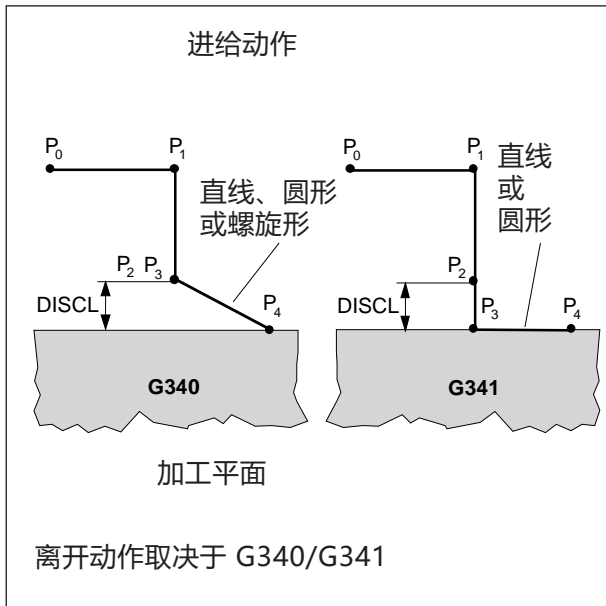 进给动作
P0 P1
直线、圆形
或螺旋形
P2 P3
DISCL
P4
G340
P0 P1
直线
或
圆形
P2
DISCL
P3 P4
G341
加工平面
离开动作取决于 G340/G341